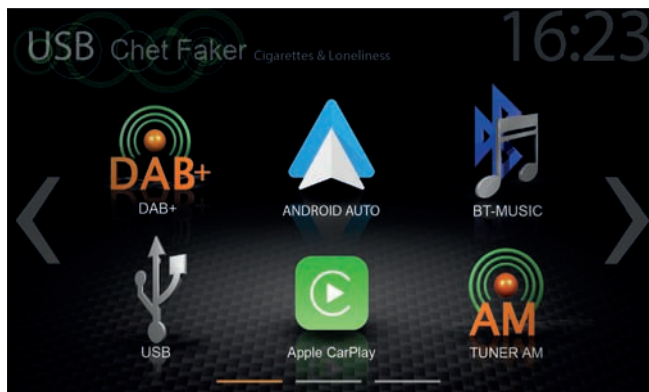 USB Chet Faker Cigarettes & Loneliness 16:23
DAB+
DAB+
ANDROID AUTO
BT-MUSIC
AM
USB
Apple CarPlay
TUNER AM